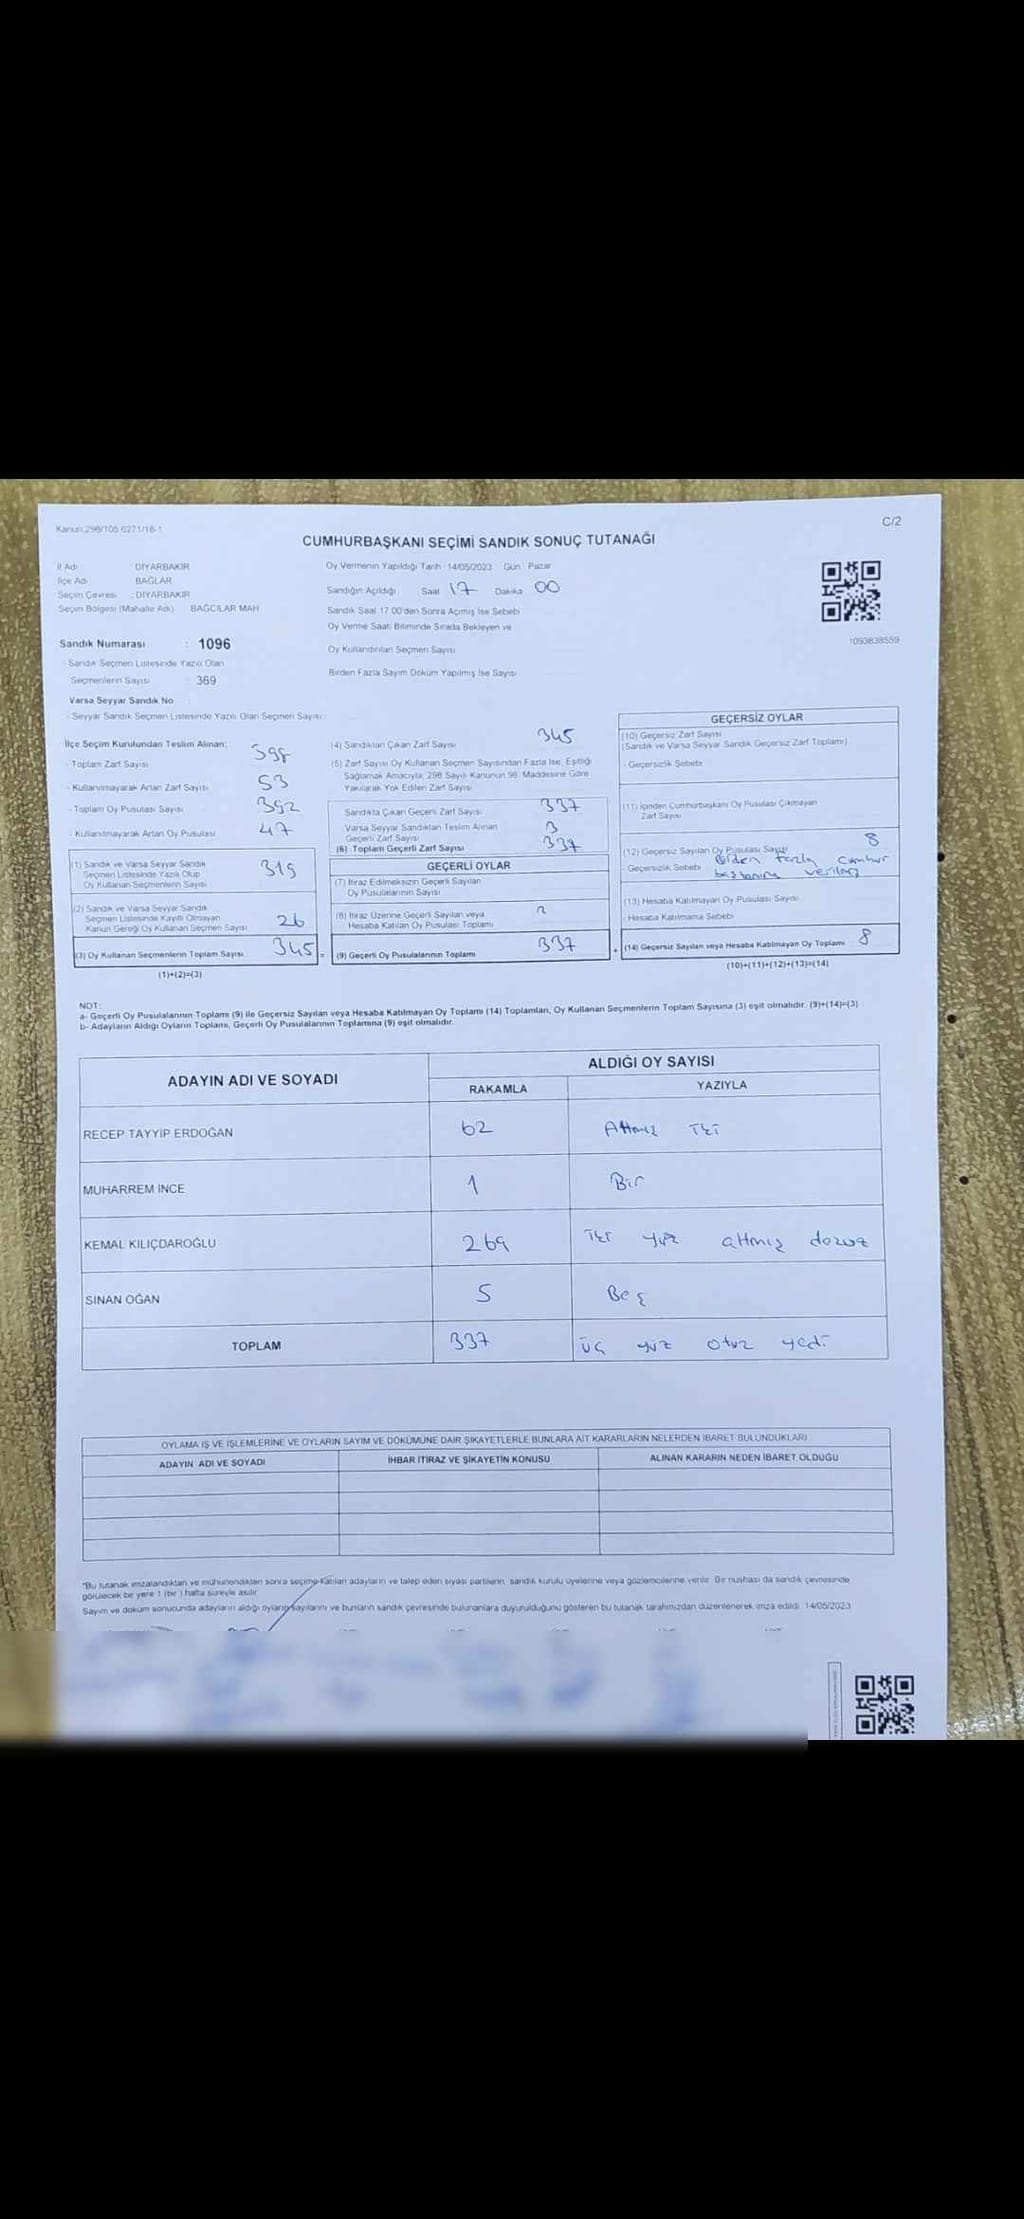 Kanun:298/105 6271/16-1
C/2
CUMHURBAŞKANI SEÇİMİ SANDIK SONUÇ TUTANAĞI
İl Adı DİYARBAKIR
İlçe Adı BAĞLAR
Seçim Çevresi : DİYARBAKIR
Seçim Bölgesi (Mahalle Adı) BAĞCILAR MAH
Sandık Numarası : 1096
- Sandık Seçmen Listesinde Yazılı Olan
Seçmenlerin Sayısı 369
Varsa Seyyar Sandık No
- Seyyar Sandık Seçmen Listesinde Yazılı Olan Seçmen Sayısı
Oy Vermenin Yapıldığı Tarih 14/05/2023 Gün : Pazar
Sandığın Açıldığı Saat 17 Dakika 00
Sandık Saat 17.00'den Sonra Açılmış İse Sebebi
Oy Verme Saati Bitiminde Sırada Bekleyen ve
Oy Kullandırılan Seçmen Sayısı
Birden Fazla Sayım Döküm Yapılmış İse Sayısı
1093838559
İlçe Seçim Kurulundan Teslim Alınan:
- Toplam Zarf Sayısı 398
- Kullanılmayarak Artan Zarf Sayısı 53
- Toplam Oy Pusulası Sayısı 392
- Kullanılmayarak Artan Oy Pusulası 47
(1) Sandık ve Varsa Seyyar Sandık
Seçmen Listesinde Yazılı Olup
Oy Kullanan Seçmenlerin Sayısı 319
(2) Sandık ve Varsa Seyyar Sandık
Seçmen Listesinde Kayıtlı Olmayan
Kanun Gereği Oy Kullanan Seçmen Sayısı 26
(3) Oy Kullanan Seçmenlerin Toplam Sayısı 345 =
(1)+(2)=(3)
(4) Sandıktan Çıkan Zarf Sayısı 345
(5) Zarf Sayısı Oy Kullanan Seçmen Sayısından Fazla İse, Eşitliği
Sağlamak Amacıyla, 298 Sayılı Kanunun 98. Maddesine Göre
Yakılarak Yok Edilen Zarf Sayısı
Sandıkta Çıkan Geçerli Zarf Sayısı 337
Varsa Seyyar Sandıktan Teslim Alınan
Geçerli Zarf Sayısı
(6) Toplam Geçerli Zarf Sayısı 337
GEÇERLİ OYLAR
(7) İtiraz Edilmeksizin Geçerli Sayılan
Oy Pusulalarının Sayısı
(8) İtiraz Üzerine Geçerli Sayılan veya
Hesaba Katılan Oy Pusulası Toplamı
(9) Geçerli Oy Pusulalarının Toplamı 337 +
GEÇERSİZ OYLAR
(10) Geçersiz Zarf Sayısı
(Sandık ve Varsa Seyyar Sandık Geçersiz Zarf Toplamı)
- Geçersizlik Sebebi
(11) İçinden Cumhurbaşkanı Oy Pusulası Çıkmayan
Zarf Sayısı
(12) Geçersiz Sayılan Oy Pusulası Sayısı 8
- Geçersizlik Sebebi Birden fazla cumhur
başkanına
(13) Hesaba Katılmayan Oy Pusulası Sayısı
- Hesaba Katılmama Sebebi
(14) Geçersiz Sayılan veya Hesaba Katılmayan Oy Toplamı 8
(10)+(11)+(12)+(13)=(14)
NOT:
a- Geçerli Oy Pusulalarının Toplamı (9) ile Geçersiz Sayılan veya Hesaba Katılmayan Oy Toplamı (14) Toplamları, Oy Kullanan Seçmenlerin Toplam Sayısına (3) eşit olmalıdır. (9)+(14)=(3)
b- Adayların Aldığı Oyların Toplamı, Geçerli Oy Pusulalarının Toplamına (9) eşit olmalıdır.
ADAYIN ADI VE SOYADI ALDIĞI OY SAYISI
RAKAMLA YAZIYLA
RECEP TAYYİP ERDOĞAN 62 Altmış İki
MUHARREM İNCE 1 Bir
KEMAL KILIÇDAROĞLU 269 İki yüz altmış dozuz
SİNAN OĞAN 5 Beş
TOPLAM 337 üç yüz otuz yedi
OYLAMA İŞ VE İŞLEMLERİNE VE OYLARIN SAYIM VE DÖKÜMÜNE DAİR ŞİKAYETLERLE BUNLARA AİT KARARLARIN NELERDEN İBARET BULUNDUKLARI
ADAYIN ADI VE SOYADI İHBAR İTİRAZ VE ŞİKAYETİN KONUSU ALINAN KARARIN NEDEN İBARET OLDUĞU
*Bu tutanak imzalandıktan ve mühürlendikten sonra seçime katılan adayların ve talep eden siyasi partilerin, sandık kurulu üyelerine veya gözlemcilerine verilir. Bir nüshası da sandık çevresinde
görülecek bir yere 1 (bir ) hafta süreyle asılır.
Sayım ve döküm sonucunda adayların aldığı oyların sayılarını ve bunların sandık çevresinde bulunanlara duyurulduğunu gösteren bu tutanak tarafımızdan düzenlenerek imza edildi. 14/05/2023